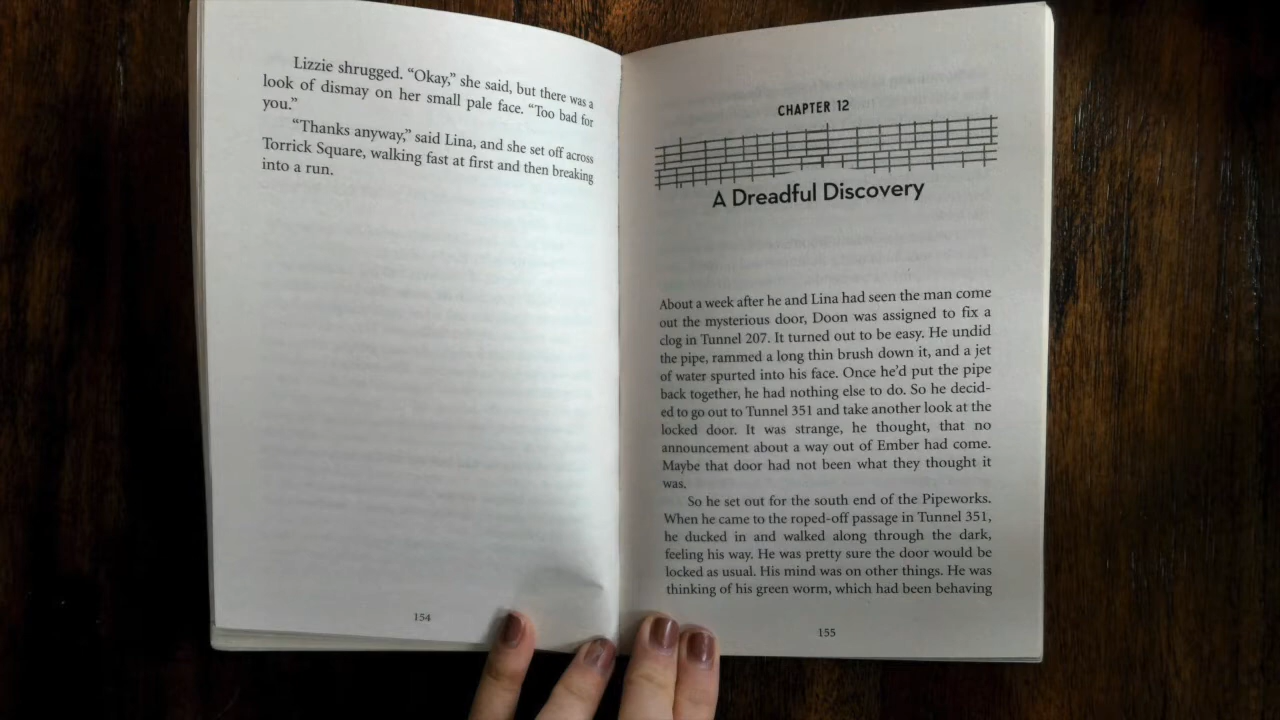 Lizzie shrugged. “Okay,” she said, but there was a
look of dismay on her small pale face. “Too bad for
you.”
“Thanks anyway,” said Lina, and she set off across
Torrick Square, walking fast at first and then breaking
into a run.
154
CHAPTER 12
A Dreadful Discovery
About a week after he and Lina had seen the man come
out the mysterious door, Doon was assigned to fix a
clog in Tunnel 207. It turned out to be easy. He undid
the pipe, rammed a long thin brush down it, and a jet
of water spurted into his face. Once he’d put the pipe
back together, he had nothing else to do. So he decid-
ed to go out to Tunnel 351 and take another look at the
locked door. It was strange, he thought, that no
announcement about a way out of Ember had come.
Maybe that door had not been what they thought it
was.
So he set out for the south end of the Pipeworks.
When he came to the roped-off passage in Tunnel 351,
he ducked in and walked along through the dark,
feeling his way. He was pretty sure the door would be
locked as usual. His mind was on other things. He was
thinking of his green worm, which had been behaving
155